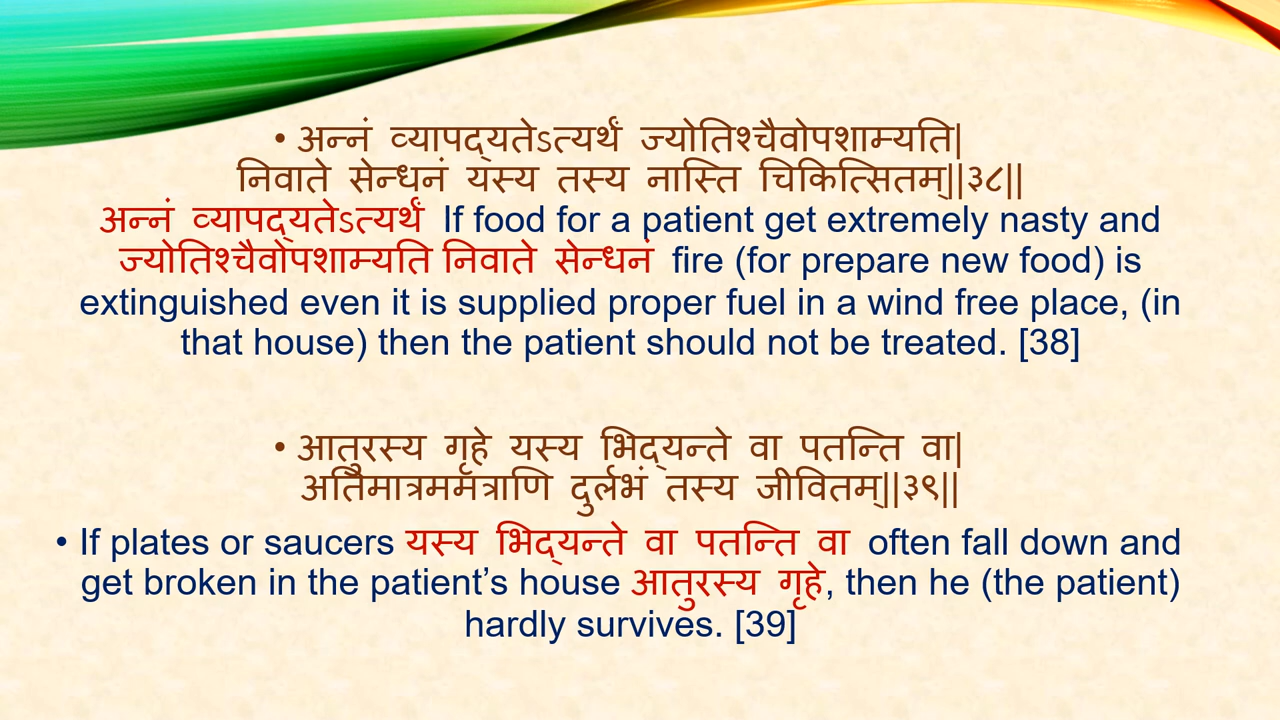 • अन्नं व्यापद्यतेऽत्यर्थं ज्योतिश्चैवोपशाम्यति|
निवाते सेन्धनं यस्य तस्य नास्ति चिकित्सितम्||३८||
अन्नं व्यापद्यतेऽत्यर्थं If food for a patient get extremely nasty and
ज्योतिश्चैवोपशाम्यति निवाते सेन्धनं fire (for prepare new food) is
extinguished even it is supplied proper fuel in a wind free place, (in
that house) then the patient should not be treated. [38]
• आतुरस्य गृहे यस्य भिद्यन्ते वा पतन्ति वा|
अतिमात्रममत्राणि दुर्लभं तस्य जीवितम्||३९||
• If plates or saucers यस्य भिद्यन्ते वा पतन्ति वा often fall down and
get broken in the patient’s house आतुरस्य गृहे, then he (the patient)
hardly survives. [39]